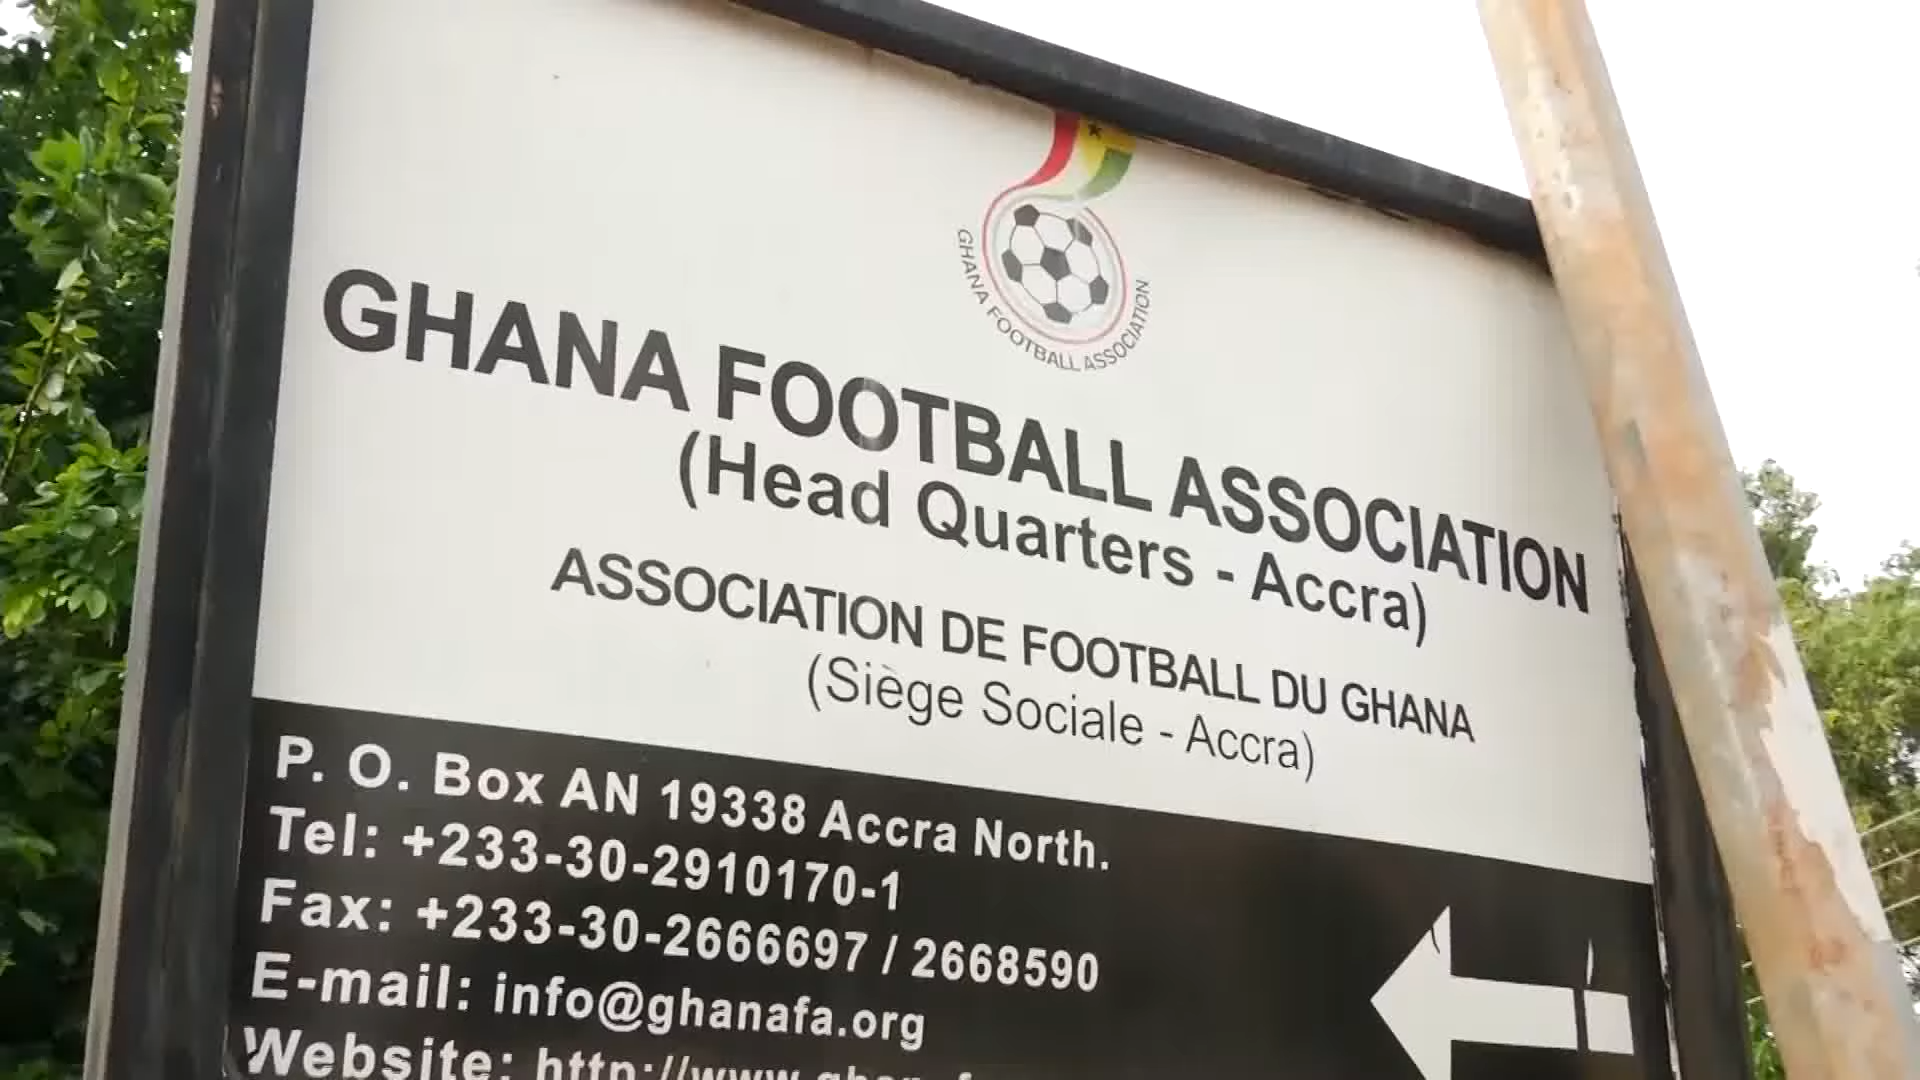 GHANA FOOTBALL ASSOCIATION
GHANA FOOTBALL ASSOCIATION
(Head Quarters - Accra)
ASSOCIATION DE FOOTBALL DU GHANA
(Siège Sociale - Accra)
P. O. Box AN 19338 Accra North.
Tel: +233-30-2910170-1
Fax: +233-30-2666697 / 2668590
E-mail: info@ghanafa.org
Website: